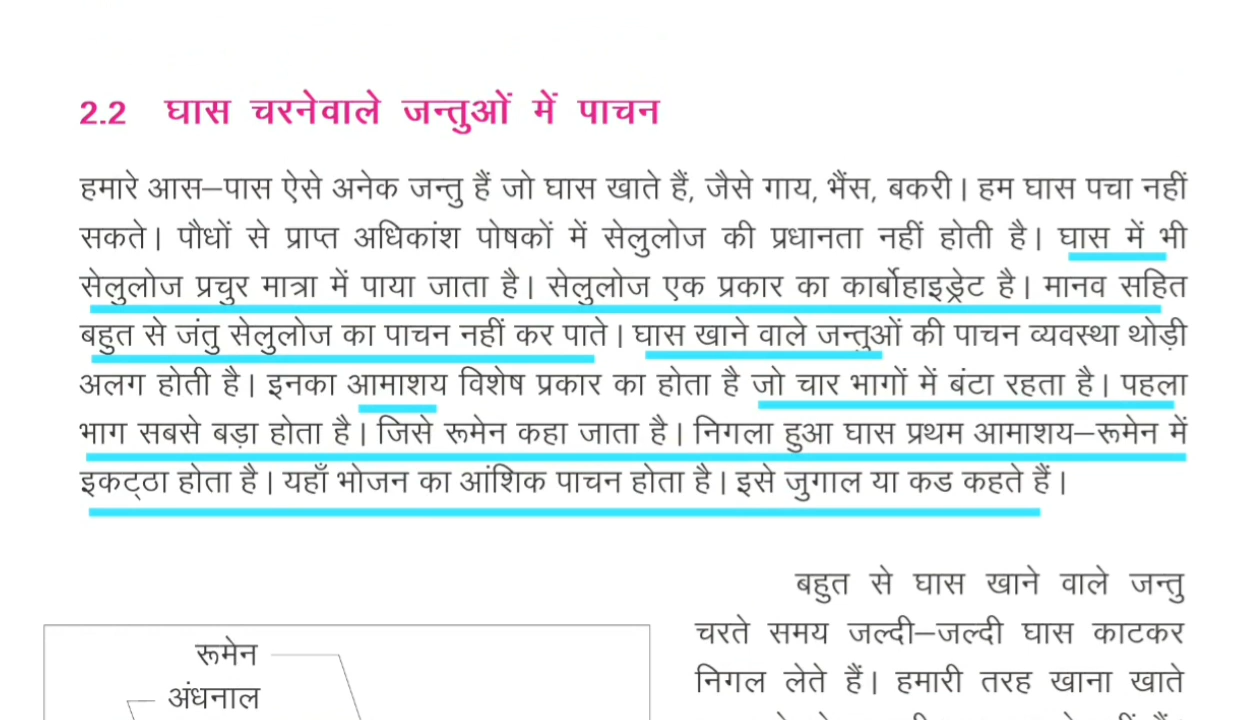 2.2 घास चरनेवाले जन्तुओं में पाचन
हमारे आस–पास ऐसे अनेक जन्तु हैं जो घास खाते हैं, जैसे गाय, भैंस, बकरी। हम घास पचा नहीं
सकते। पौधों से प्राप्त अधिकांश पोषकों में सेलुलोज की प्रधानता नहीं होती है। घास में भी
सेलुलोज प्रचुर मात्रा में पाया जाता है। सेलुलोज एक प्रकार का कार्बोहाइड्रेट है। मानव सहित
बहुत से जंतु सेलुलोज का पाचन नहीं कर पाते। घास खाने वाले जन्तुओं की पाचन व्यवस्था थोड़ी
अलग होती है। इनका आमाशय विशेष प्रकार का होता है जो चार भागों में बंटा रहता है। पहला
भाग सबसे बड़ा होता है। जिसे रूमेन कहा जाता है। निगला हुआ घास प्रथम आमाशय–रूमेन में
इकट्ठा होता है। यहाँ भोजन का आंशिक पाचन होता है। इसे जुगाल या कड कहते हैं।
बहुत से घास खाने वाले जन्तु
चरते समय जल्दी–जल्दी घास काटकर
निगल लेते हैं। हमारी तरह खाना खाते
रूमेन
अंधनाल